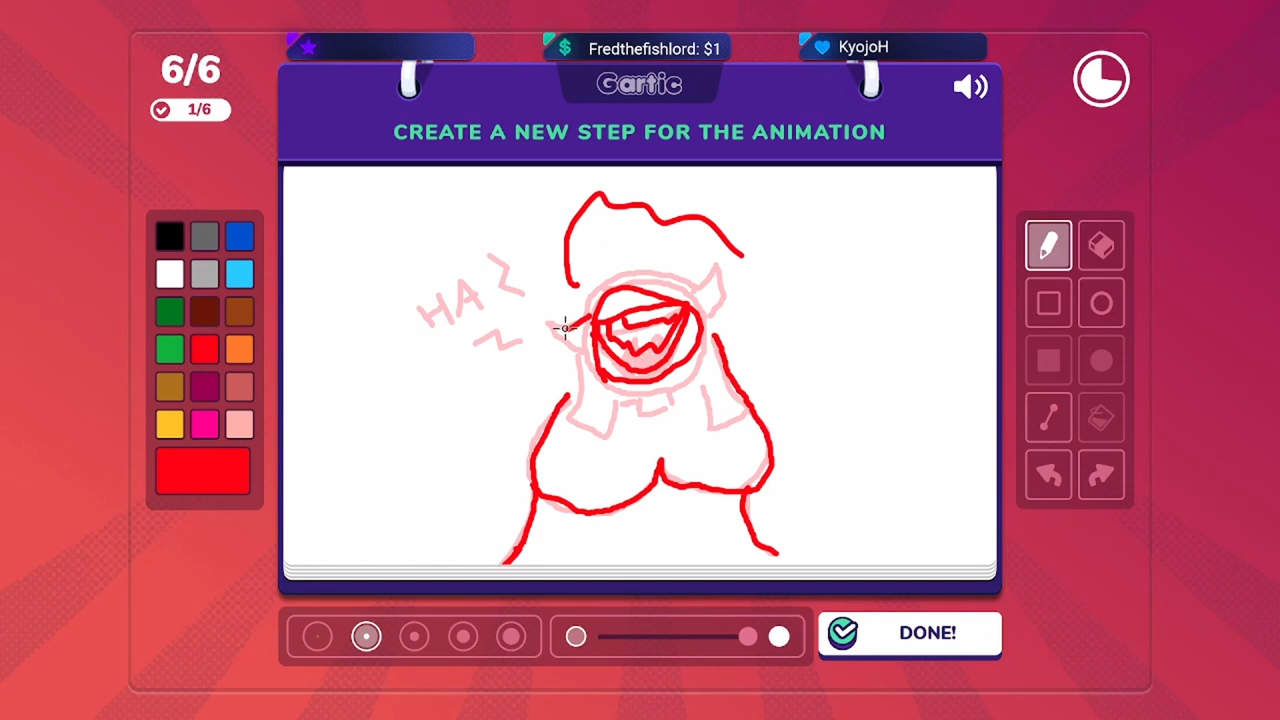 6/6
1/6
$ Fredthefishlord: $1
KyojoH
Gartic
CREATE A NEW STEP FOR THE ANIMATION
HA
DONE!